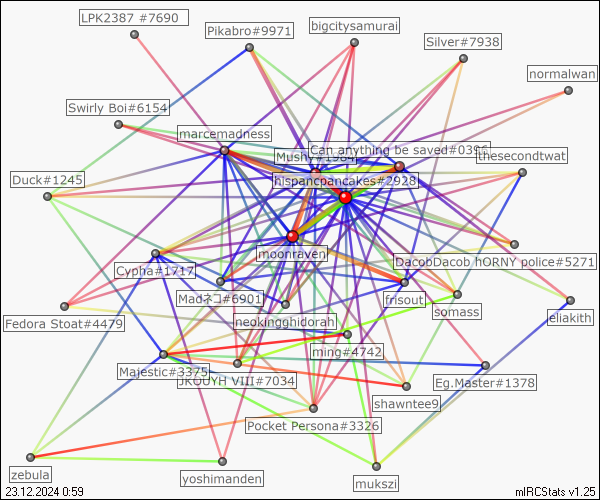 LPK2387 #7690
Pikabro#9971
bigcitysamurai
Silver#7938
normalwan
Swirly Boi#6154
marcemadness
Can anything be saved#0396
Mushy#1984
thesecondtwat
Duck#1245
hispancpancakes#2928
moonraven
DacobDacob hORNY police#5271
Cypha#1717
Madネコ#6901
frisout
somass
eliakith
Fedora Stoat#4479
neokingghidorah
ming#4742
Majestic#3375
JKOUYH VIII#7034
Eg.Master#1378
shawntee9
Pocket Persona#3326
zebula
yoshimanden
mukszi
23.12.2024 0:59
mIRCStats v1.25